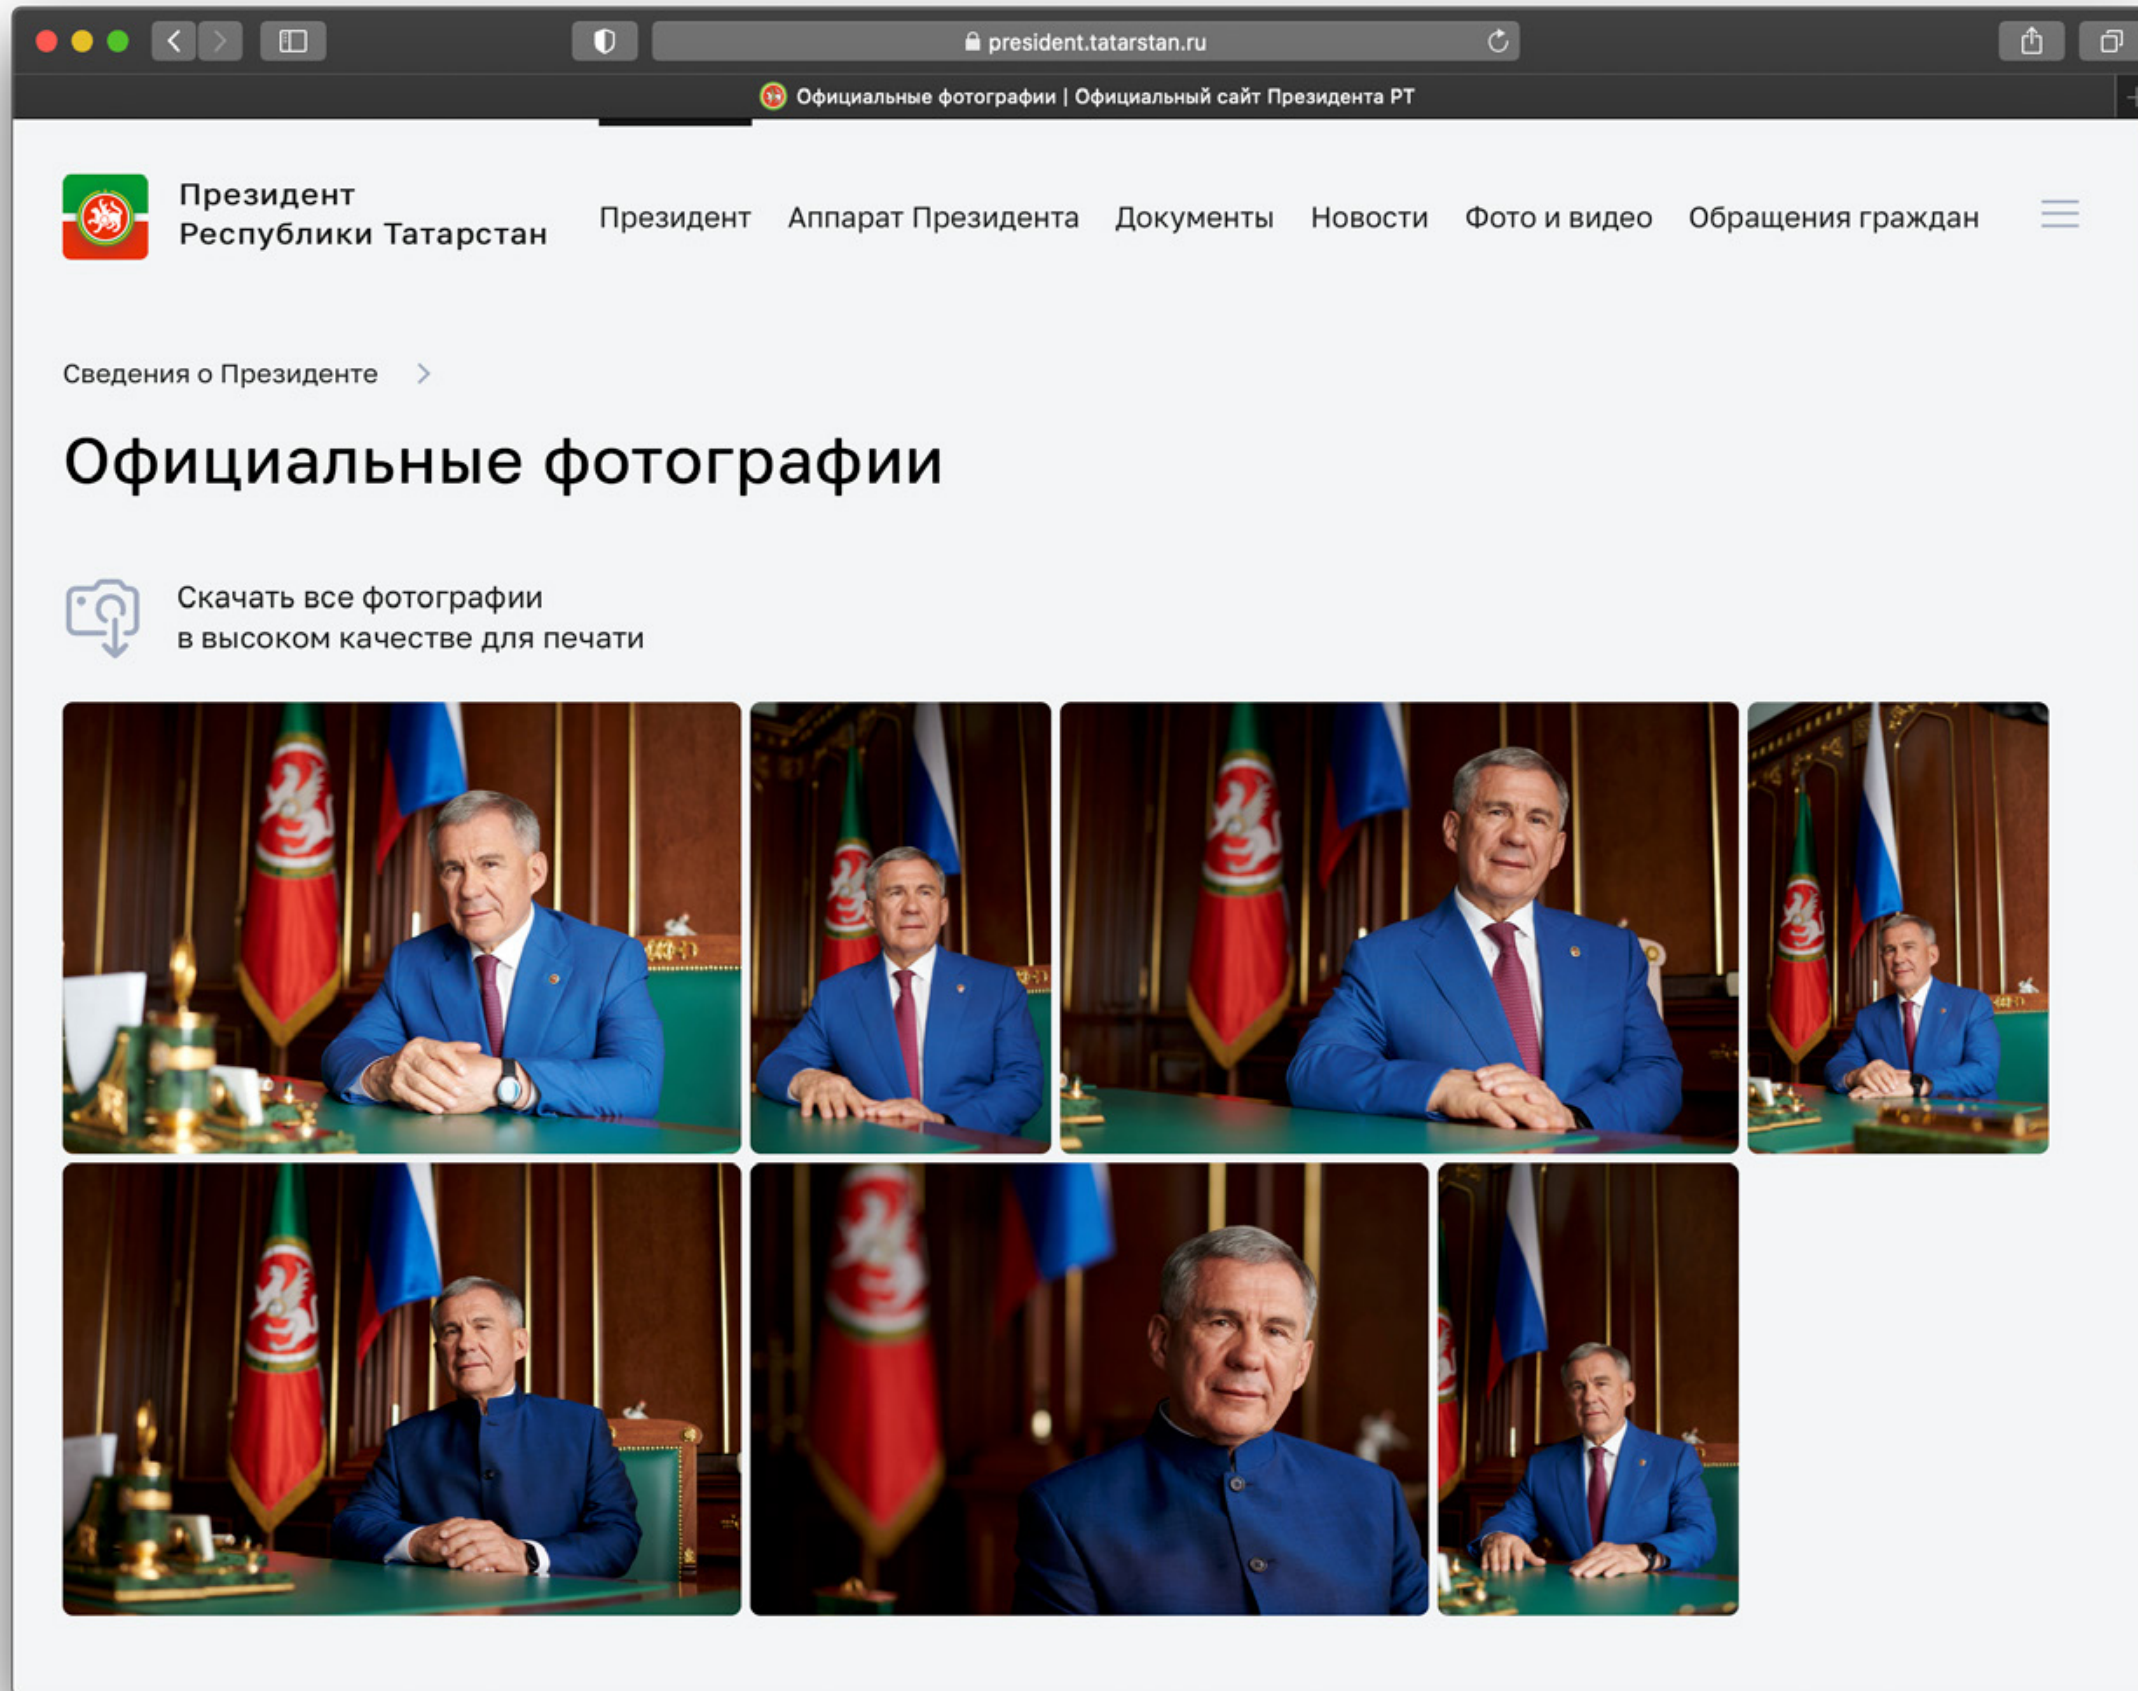 president.tatarstan.ru
Официальные фотографии | Официальный сайт Президента РТ
Президент
Республики Татарстан
Президент Аппарат Президента Документы Новости Фото и видео Обращения граждан
Сведения о Президенте
Официальные фотографии
Скачать все фотографии
в высоком качестве для печати